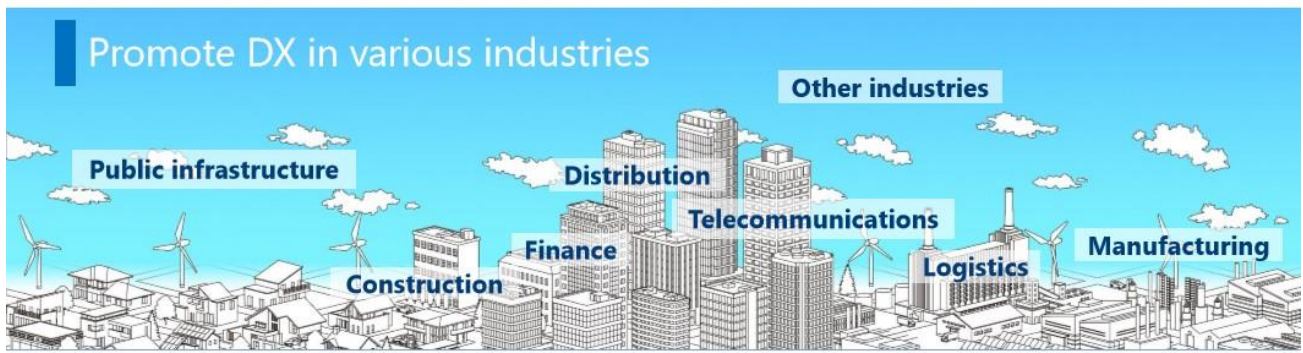 Promote DX in various industries
Other industries
Public infrastructure
Distribution
Telecommunications
Finance
Manufacturing
Logistics
Construction